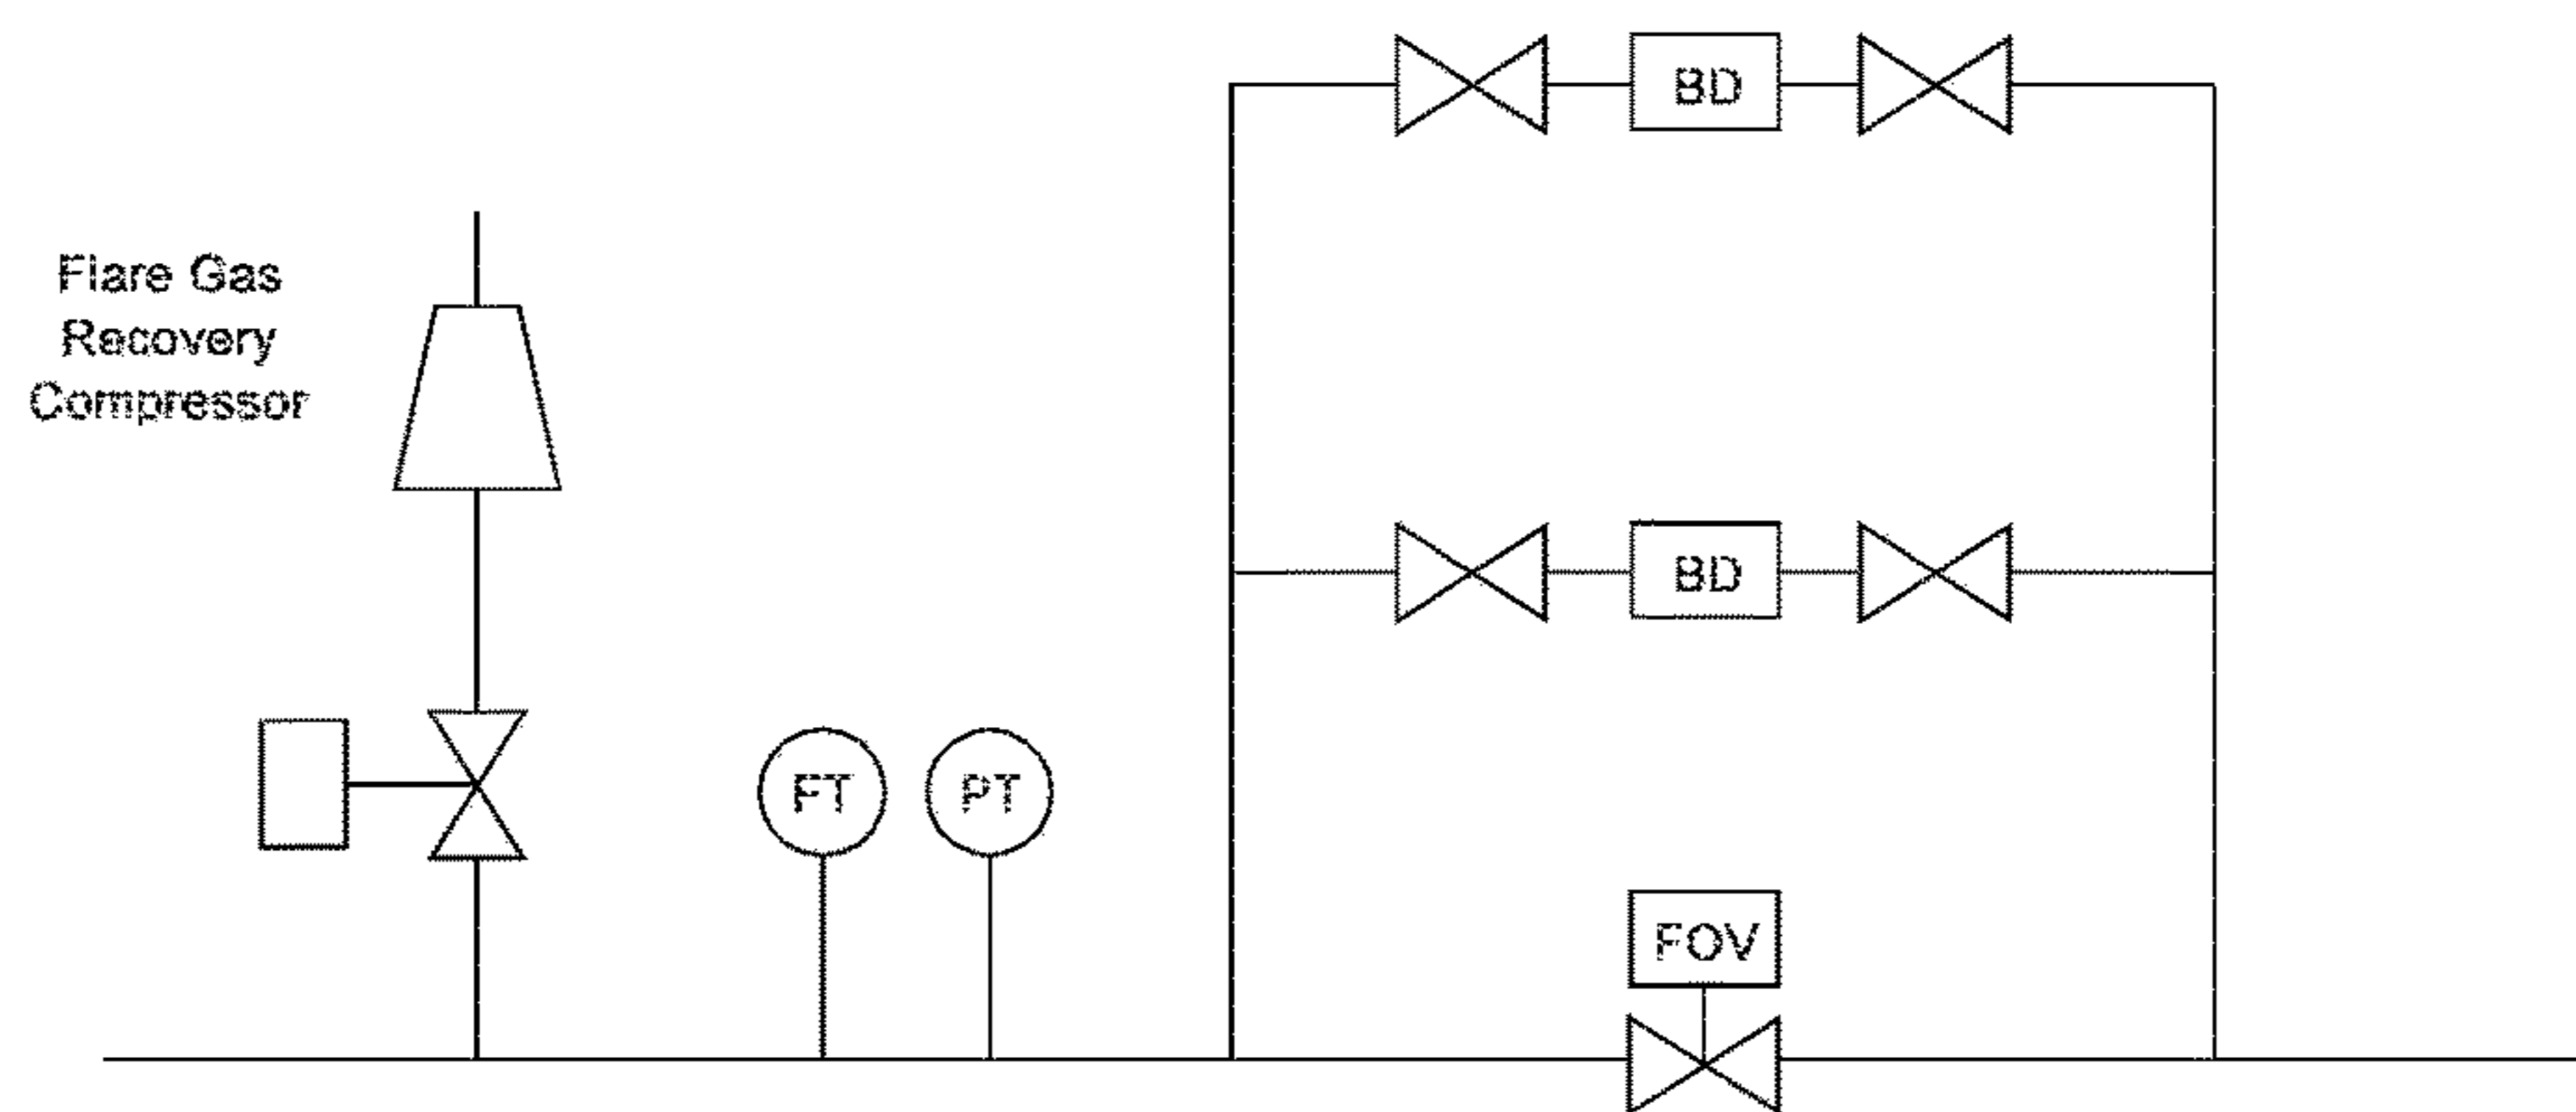 Flare Gas
Recovery
Compressor
BD
BD
FT
PT
FOV